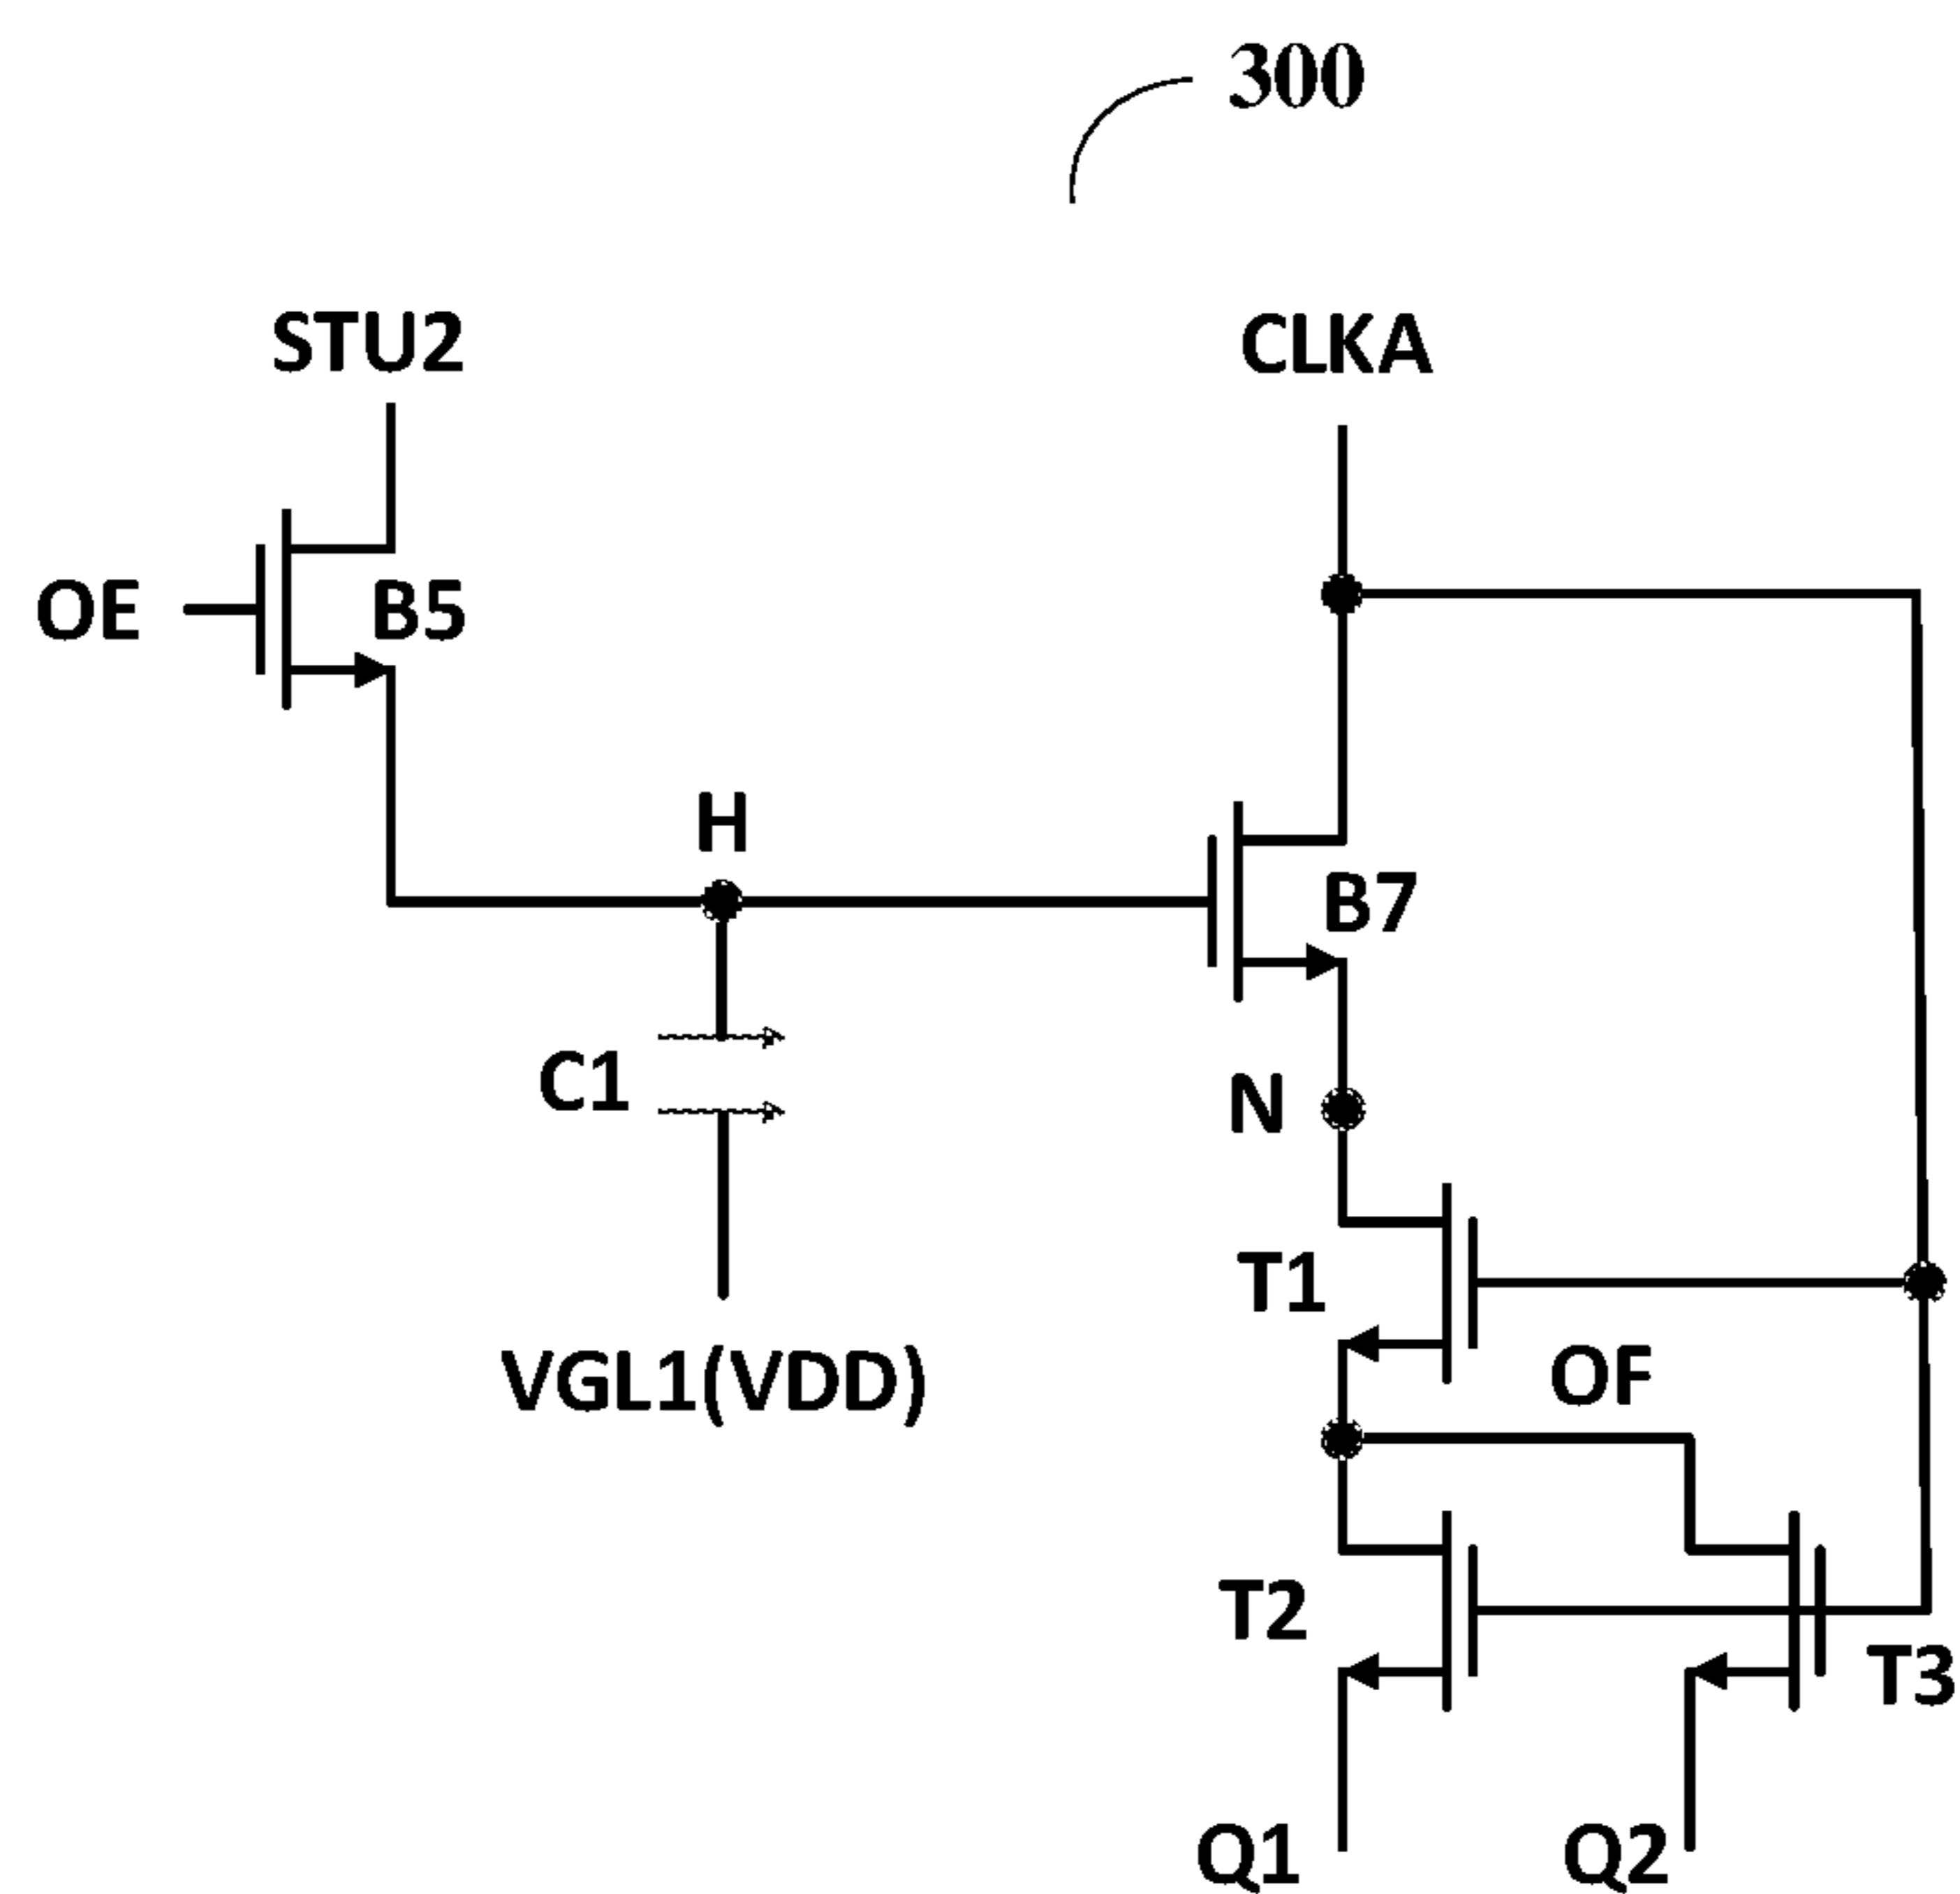 300
STU2
CLKA
OE
B5
H
B7
C1
N
T1
VGL1(VDD)
OF
T2
T3
Q1
Q2